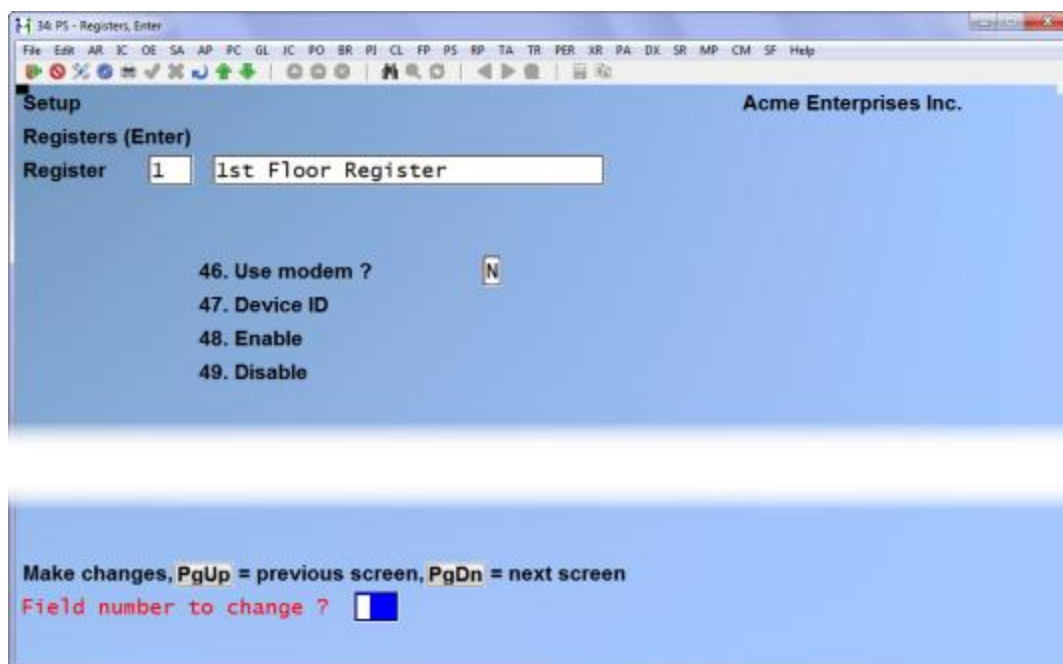 34: PS - Registers, Enter
File Edit AR IC OE SA AP PC GL JC PO BR PI CL FP PS RP TA TR PER XR PA DX SR MP CM SF Help
Setup Acme Enterprises Inc.
Registers (Enter)
Register 1 1st Floor Register
46. Use modem ? N
47. Device ID
48. Enable
49. Disable
Make changes, PgUp = previous screen, PgDn = next screen
Field number to change ?